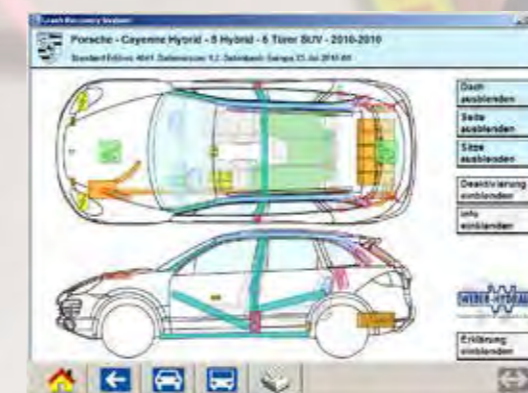 Crash Recovery System
Porsche - Cayenne Hybrid - S Hybrid - 5 Türer SUV - 2010-2010
Dach
ausblenden
Seite
ausblenden
Sitze
ausblenden
Deaktivierung
einblenden
Info
einblenden
WEBER-HYDRAULIK
Erklärung
einblenden